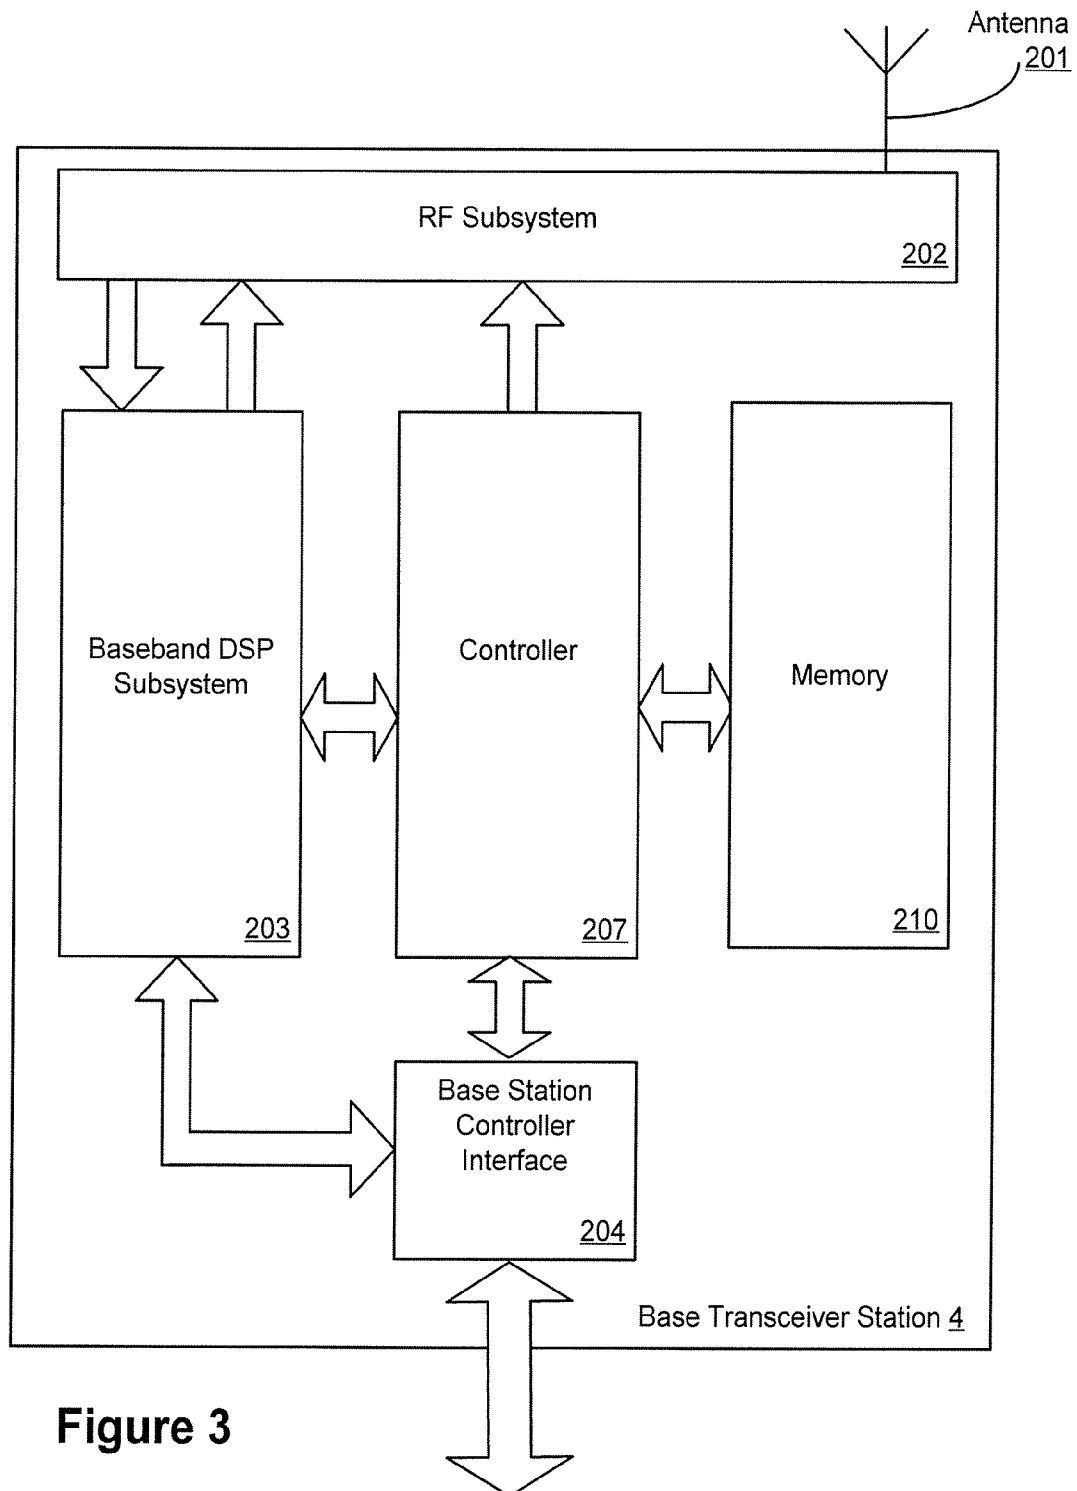 Antenna
201
RF Subsystem
202
Baseband DSP
Subsystem
203
Controller
207
Memory
210
Base Station
Controller
Interface
204
Base Transceiver Station 4
Figure 3